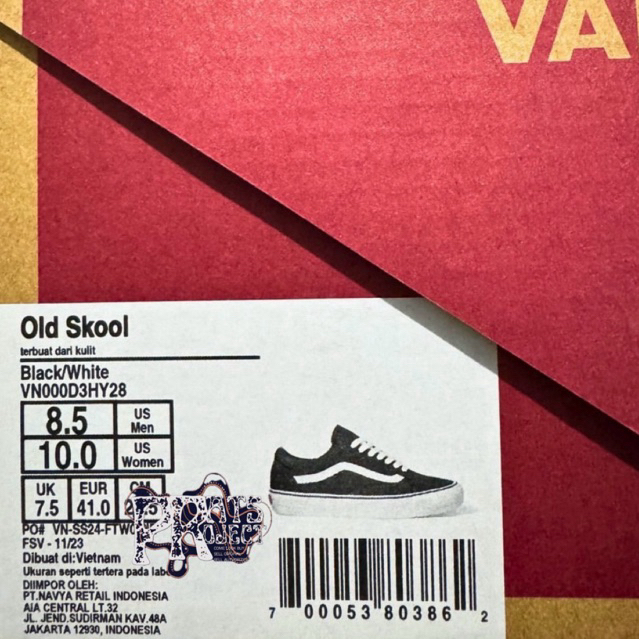 VA
Old Skool
terbuat dari kulit
Black/White
VN000D3HY28
8.5 US Men
10.0 US Women
UK EUR CM
7.5 41.0
PO# VN-SS24-FTW
FSV - 11/23
Dibuat di:Vietnam
Ukuran seperti tertera pada label
DIIMPOR OLEH:
PT.NAVYA RETAIL INDONESIA
AIA CENTRAL LT.32
JL. JEND.SUDIRMAN KAV.48A
JAKARTA 12930, INDONESIA
7 00053 80386 2